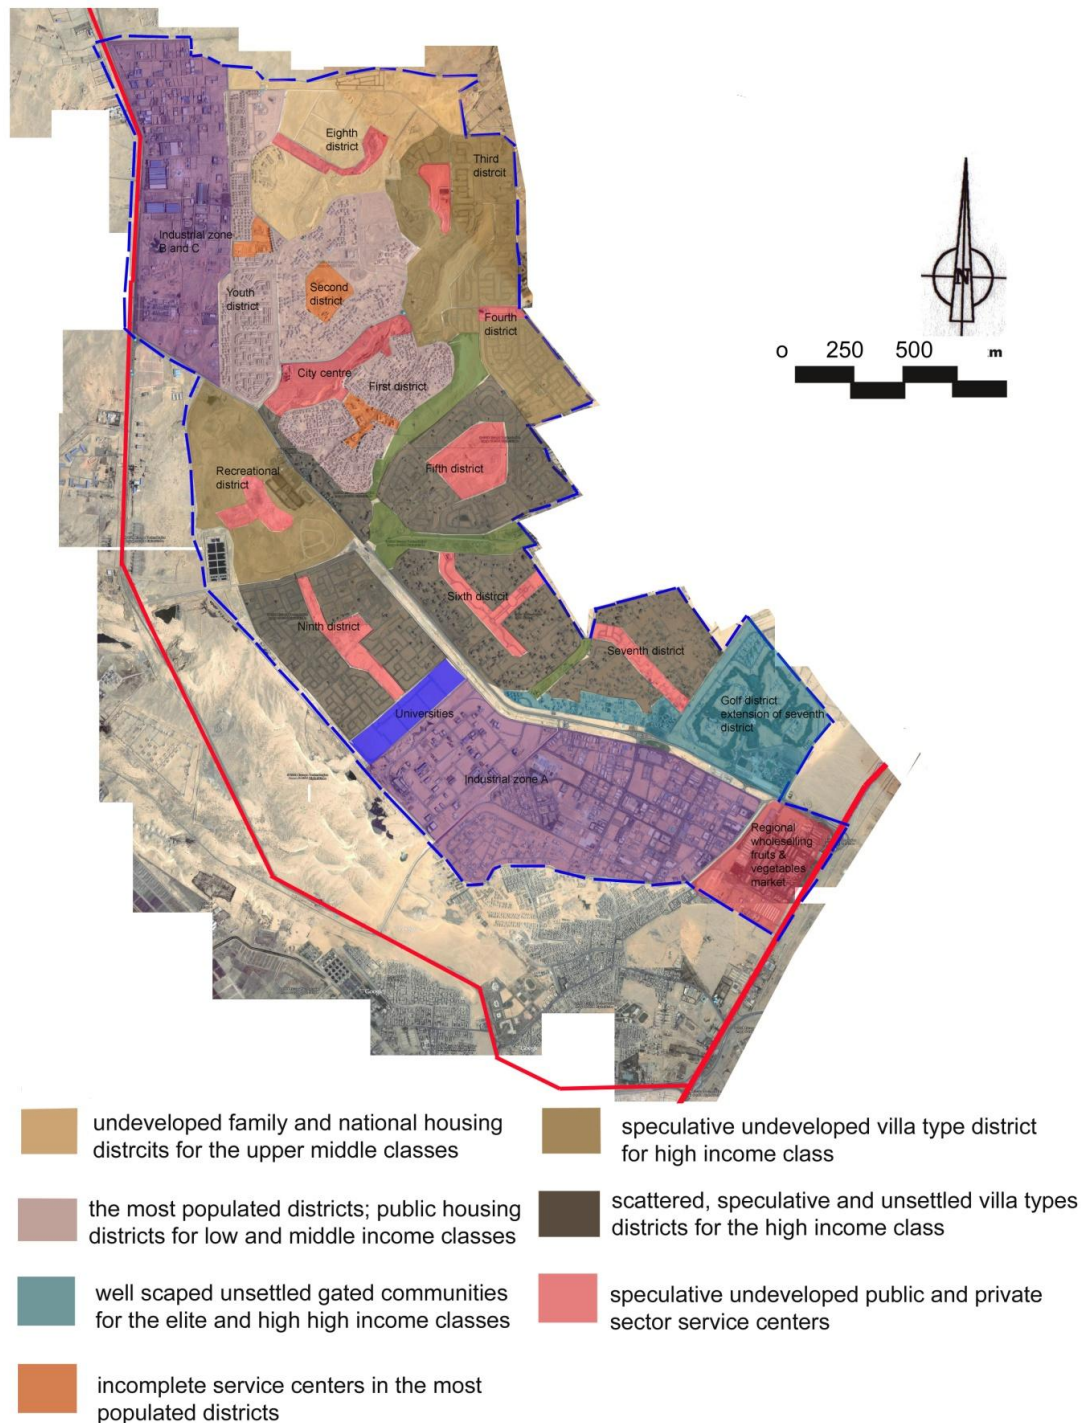 Eighth
district
Third
distrcit
Industrial zone
B and C
Youth
district
Second
district
Fourth
district
City centre
First district
Recreational
district
Fifth district
Sixth distrcit
Ninth district
Seventh district
Universities
Golf district:
extension of seventh
district
Industrial zone A
Regional
wholeselling
fruits &
vegetables
market
N
o 250 500 m
Google
Google
undeveloped family and national housing
distrcits for the upper middle classes
speculative undeveloped villa type district
for high income class
the most populated districts; public housing
districts for low and middle income classes
scattered, speculative and unsettled villa types
districts for the high income class
well scaped unsettled gated communities
for the elite and high high income classes
speculative undeveloped public and private
sector service centers
incomplete service centers in the most
populated districts